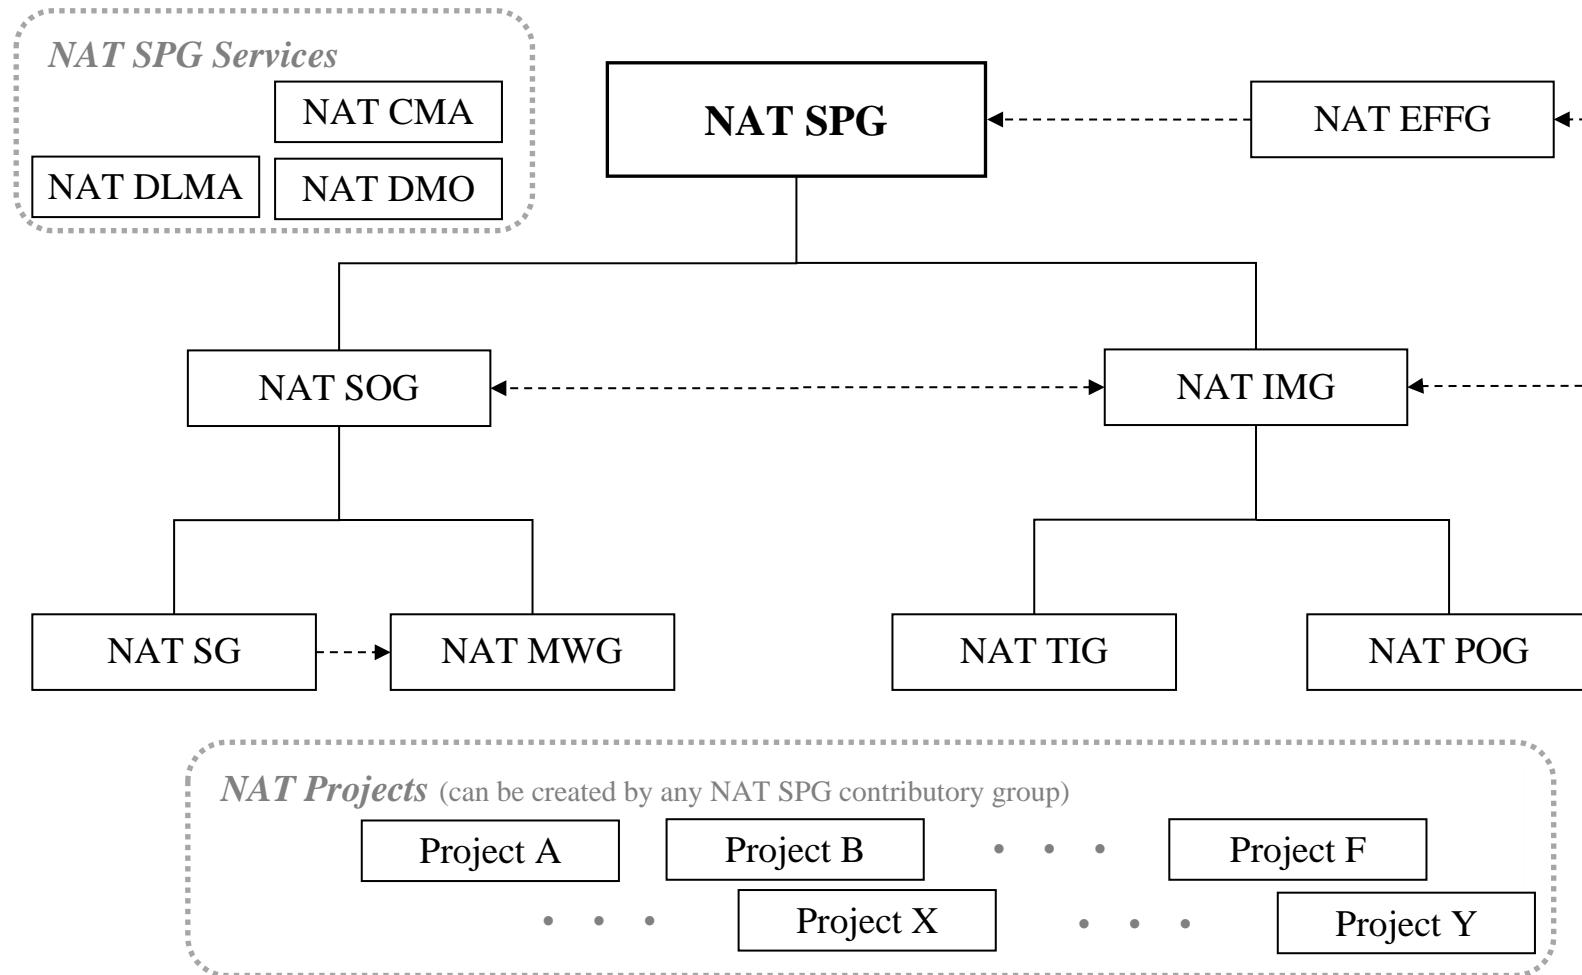 NAT SPG Services
NAT CMA
NAT DLMA
NAT DMO
NAT SPG
NAT EFFG
NAT SOG
NAT IMG
NAT SG
NAT MWG
NAT TIG
NAT POG
NAT Projects (can be created by any NAT SPG contributory group)
Project A
Project B
Project F
Project X
Project Y